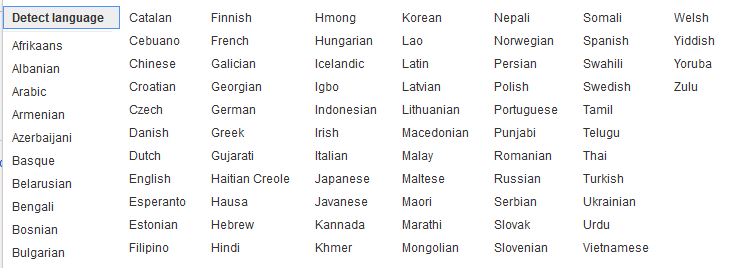 Detect language
Afrikaans
Albanian
Arabic
Armenian
Azerbaijani
Basque
Belarusian
Bengali
Bosnian
Bulgarian
Catalan
Cebuano
Chinese
Croatian
Czech
Danish
Dutch
English
Esperanto
Estonian
Filipino
Finnish
French
Galician
Georgian
German
Greek
Gujarati
Haitian Creole
Hausa
Hebrew
Hindi
Hmong
Hungarian
Icelandic
Igbo
Indonesian
Irish
Italian
Japanese
Javanese
Kannada
Khmer
Korean
Lao
Latin
Latvian
Lithuanian
Macedonian
Malay
Maltese
Maori
Marathi
Mongolian
Nepali
Norwegian
Persian
Polish
Portuguese
Punjabi
Romanian
Russian
Serbian
Slovak
Slovenian
Somali
Spanish
Swahili
Swedish
Tamil
Telugu
Thai
Turkish
Ukrainian
Urdu
Vietnamese
Welsh
Yiddish
Yoruba
Zulu